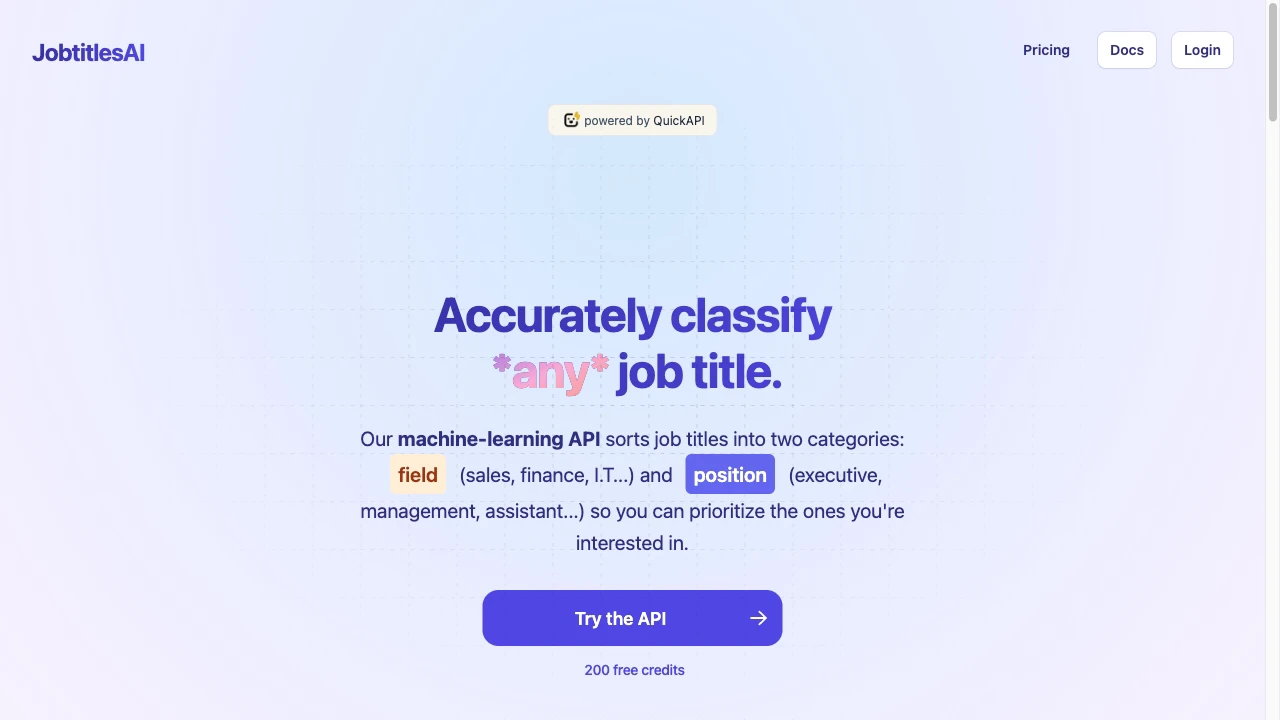 JobtitlesAI
Pricing
Docs
Login
powered by QuickAPI
Accurately classify
*any* job title.
Our machine-learning API sorts job titles into two categories:
field (sales, finance, I.T...) and position (executive,
management, assistant...) so you can prioritize the ones you're
interested in.
Try the API
200 free credits